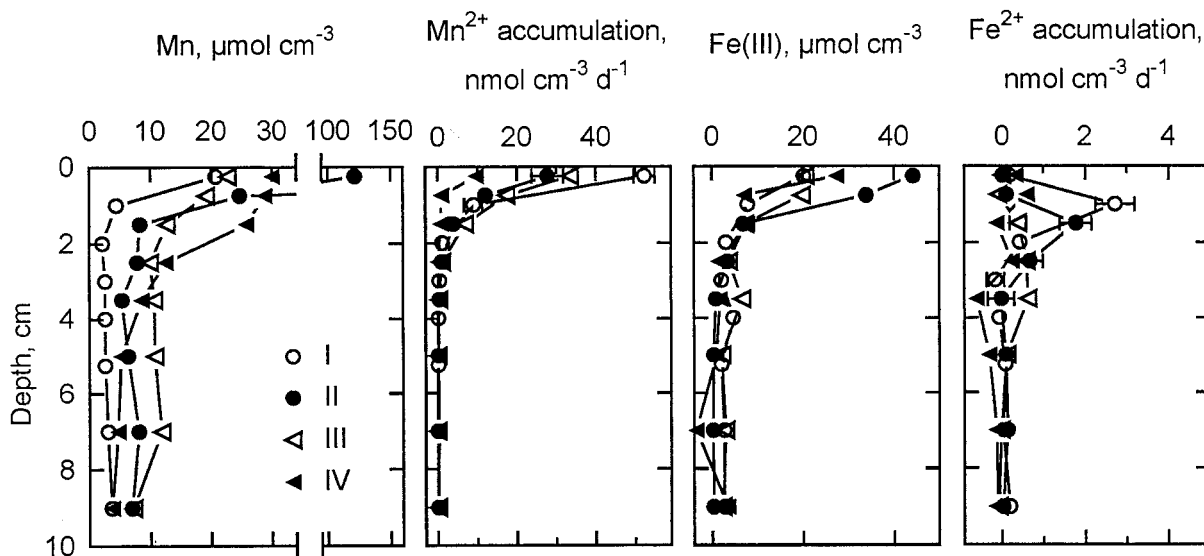 Mn, µmol cm⁻³
Mn²⁺ accumulation,
nmol cm⁻³ d⁻¹
Fe(III), µmol cm⁻³
Fe²⁺ accumulation,
nmol cm⁻³ d⁻¹
0 10 20 30 100 150
0 20 40
0 20 40
0 2 4
Depth, cm
0
2
4
6
8
10
I
II
III
IV